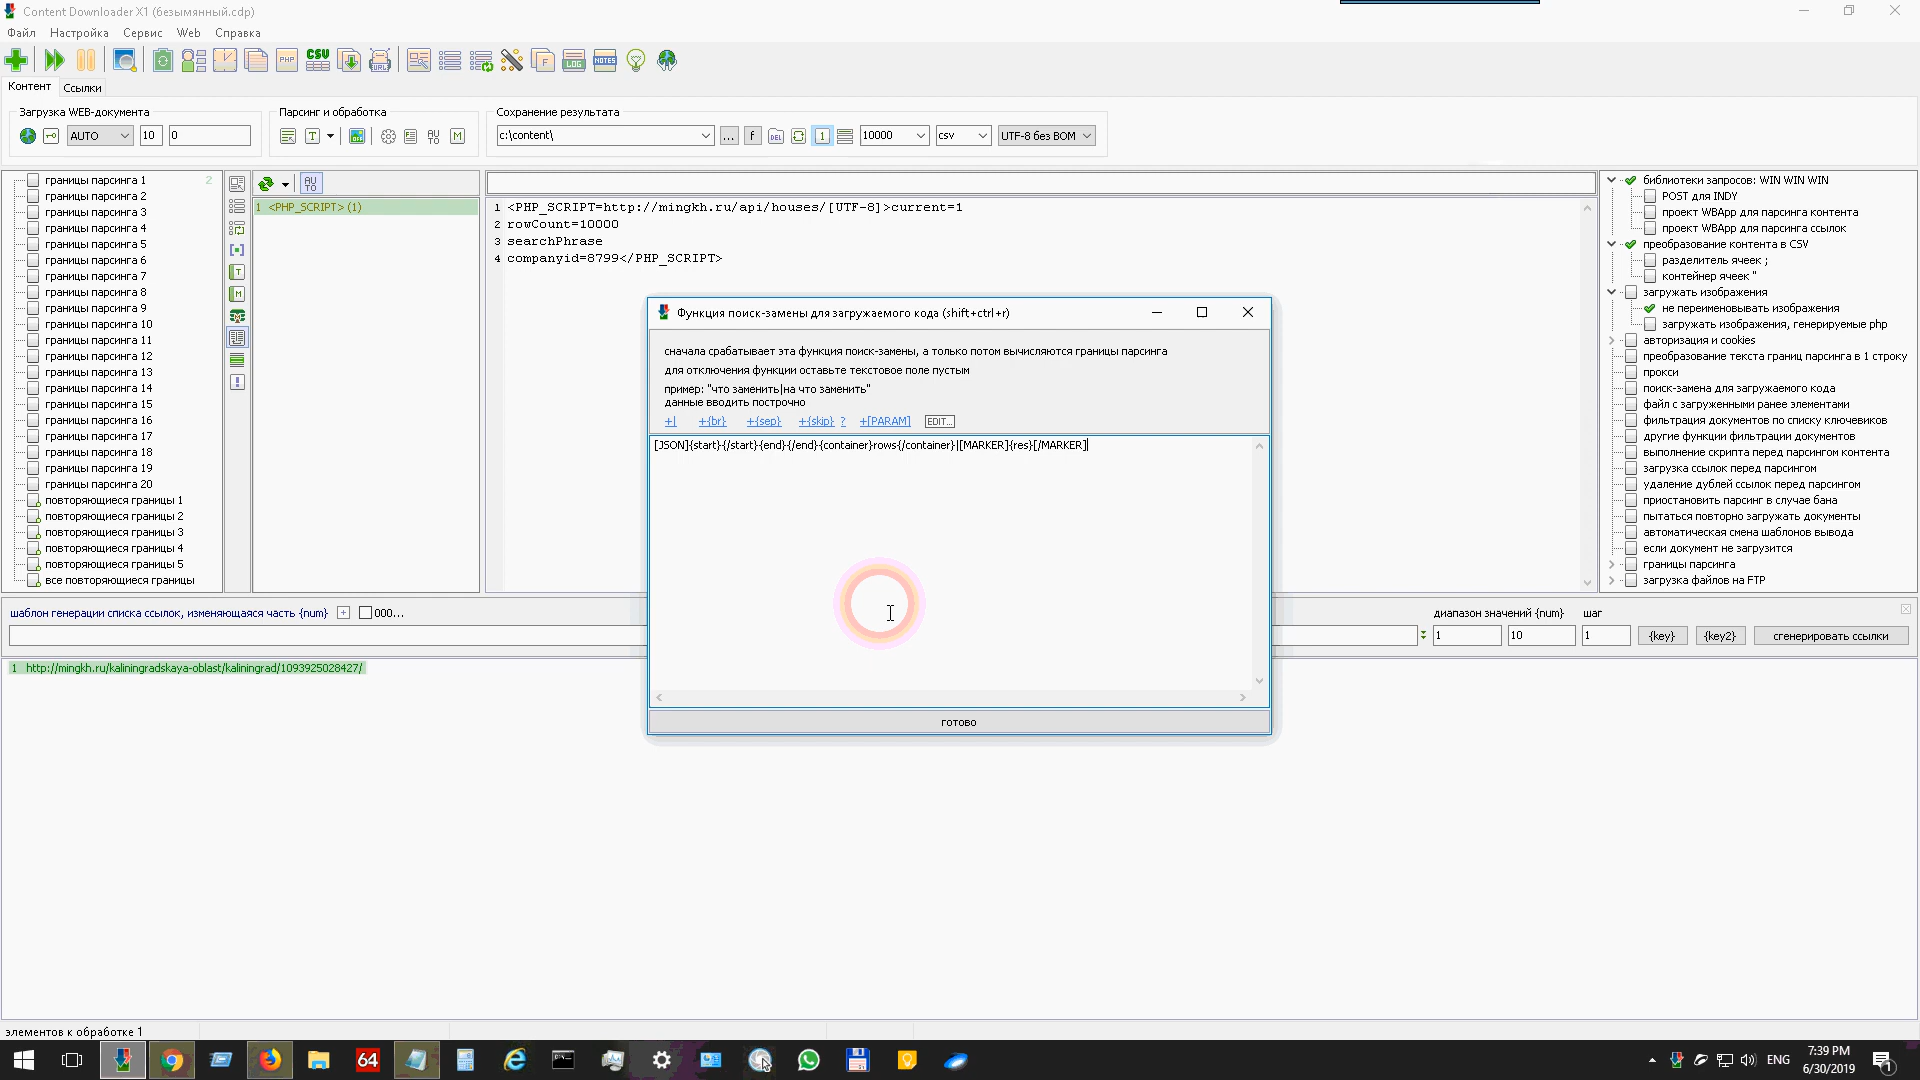 Content Downloader X1 (безымянный.cdp)
Файл Настройка Сервис Web Справка
PHP CSV URL F LOG NOTES
Контент Ссылки
Загрузка WEB-документа Парсинг и обработка Сохранение результата
AUTO 10 0 T AU TO M c:\content\ ... f DEL 1 10000 csv UTF-8 без BOM
границы парсинга 1 2
границы парсинга 2
границы парсинга 3
границы парсинга 4
границы парсинга 5
границы парсинга 6
границы парсинга 7
границы парсинга 8
границы парсинга 9
границы парсинга 10
границы парсинга 11
границы парсинга 12
границы парсинга 13
границы парсинга 14
границы парсинга 15
границы парсинга 16
границы парсинга 17
границы парсинга 18
границы парсинга 19
границы парсинга 20
повторяющиеся границы 1
повторяющиеся границы 2
повторяющиеся границы 3
повторяющиеся границы 4
повторяющиеся границы 5
все повторяющиеся границы
T
M
AU TO
1 <PHP_SCRIPT> (1)
1 <PHP_SCRIPT=http://mingkh.ru/api/houses/[UTF-8]>current=1
2 rowCount=10000
3 searchPhrase
4 companyid=8799</PHP_SCRIPT>
Функция поиск-замены для загружаемого кода (shift+ctrl+r)
сначала срабатывает эта функция поиск-замены, а только потом вычисляются границы парсинга
для отключения функции оставьте текстовое поле пустым
пример: "что заменить|на что заменить"
данные вводить построчно
+| +{br} +{sep} +{skip} ? +[PARAM] EDIT...
[JSON]{start}{/start}{end}{/end}{container}rows{/container}|[MARKER]{res}[/MARKER]
готово
библиотеки запросов: WIN WIN WIN
POST для INDY
проект WBApp для парсинга контента
проект WBApp для парсинга ссылок
преобразование контента в CSV
разделитель ячеек ;
контейнер ячеек "
загружать изображения
не переименовывать изображения
загружать изображения, генерируемые php
авторизация и cookies
преобразование текста границ парсинга в 1 строку
прокси
поиск-замена для загружаемого кода
файл с загруженными ранее элементами
фильтрация документов по списку ключевиков
другие функции фильтрации документов
выполнение скрипта перед парсингом контента
загрузка ссылок перед парсингом
удаление дублей ссылок перед парсингом
приостановить парсинг в случае бана
пытаться повторно загружать документы
автоматическая смена шаблонов вывода
если документ не загрузится
границы парсинга
загрузка файлов на FTP
шаблон генерации списка ссылок, изменяющаяся часть {num} + 000... диапазон значений {num} шаг
1 10 1 {key} {key2} сгенерировать ссылки
1 http://mingkh.ru/kaliningradskaya-oblast/kaliningrad/1093925028427/
элементов к обработке 1
64
ENG
7:39 PM
6/30/2019
1